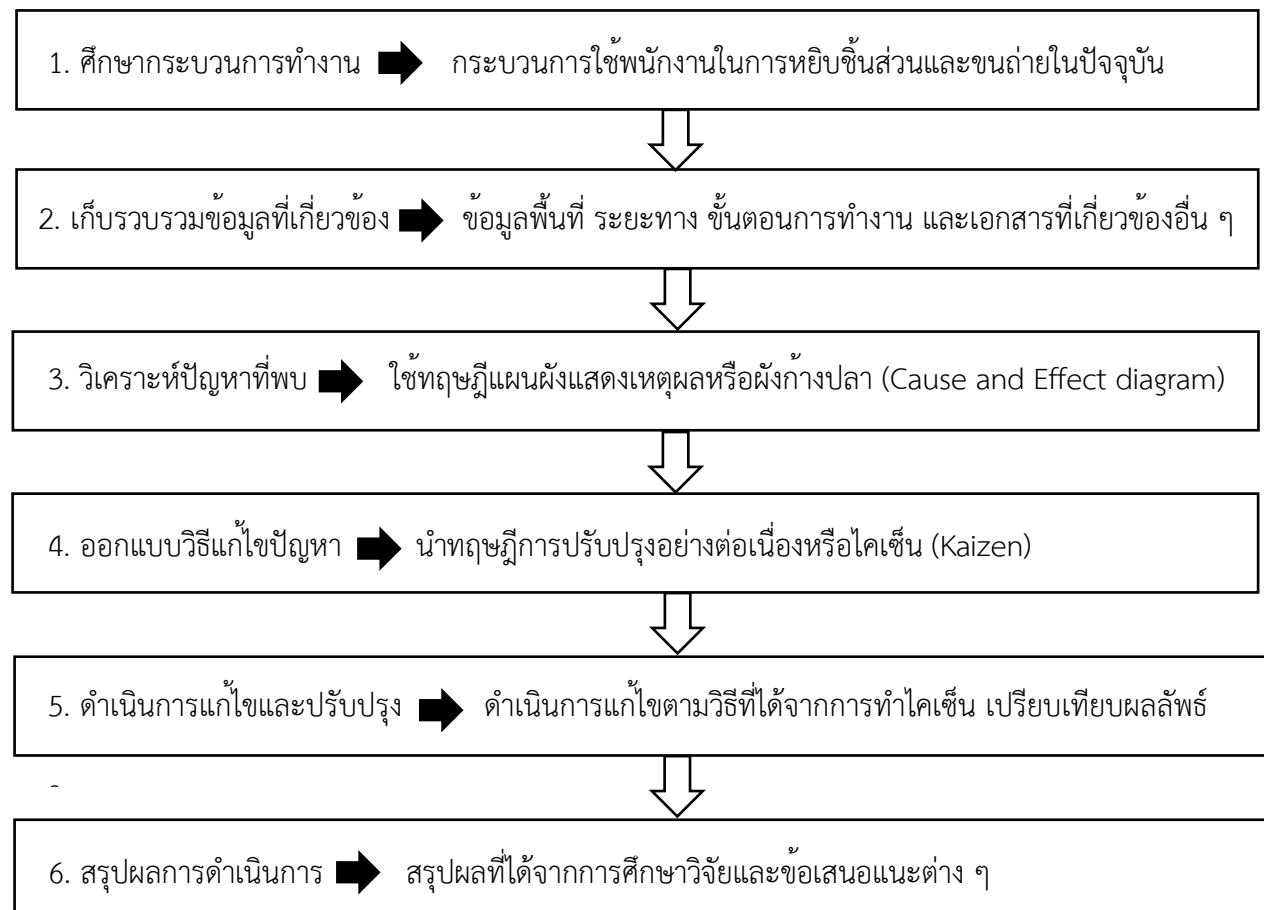 1. ศึกษากระบวนการทำงาน กระบวนการใช้พนักงานในการหยิบชิ้นส่วนและขนถ่ายในปัจจุบัน
2. เก็บรวบรวมข้อมูลที่เกี่ยวข้อง ข้อมูลพื้นที่ ระยะทาง ขั้นตอนการทำงาน และเอกสารที่เกี่ยวข้องอื่น ๆ
3. วิเคราะห์ปัญหาที่พบ ใช้ทฤษฎีแผนผังแสดงเหตุผลหรือผังก้างปลา (Cause and Effect diagram)
4. ออกแบบวิธีแก้ไขปัญหา นำทฤษฎีการปรับปรุงอย่างต่อเนื่องหรือไคเซ็น (Kaizen)
5. ดำเนินการแก้ไขและปรับปรุง ดำเนินการแก้ไขตามวิธีที่ได้จากการทำไคเซ็น เปรียบเทียบผลลัพธ์
6. สรุปผลการดำเนินการ สรุปผลที่ได้จากการศึกษาวิจัยและข้อเสนอแนะต่าง ๆ